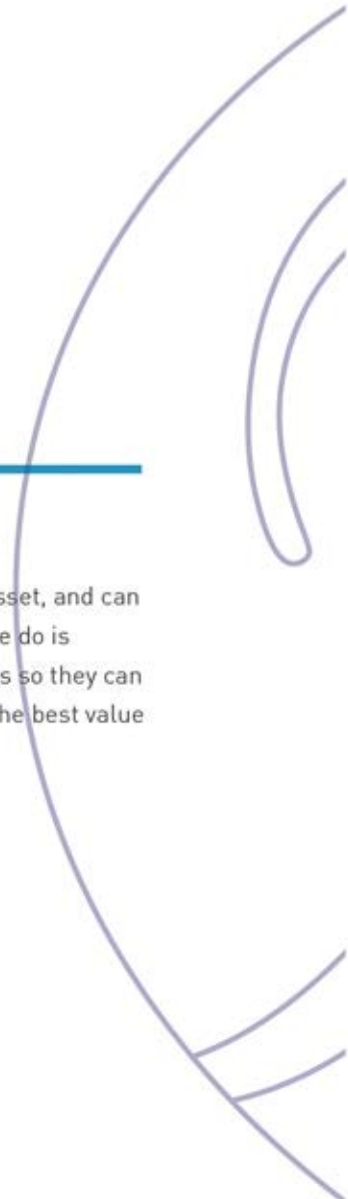 sset, and can
e do is
s so they can
he best value